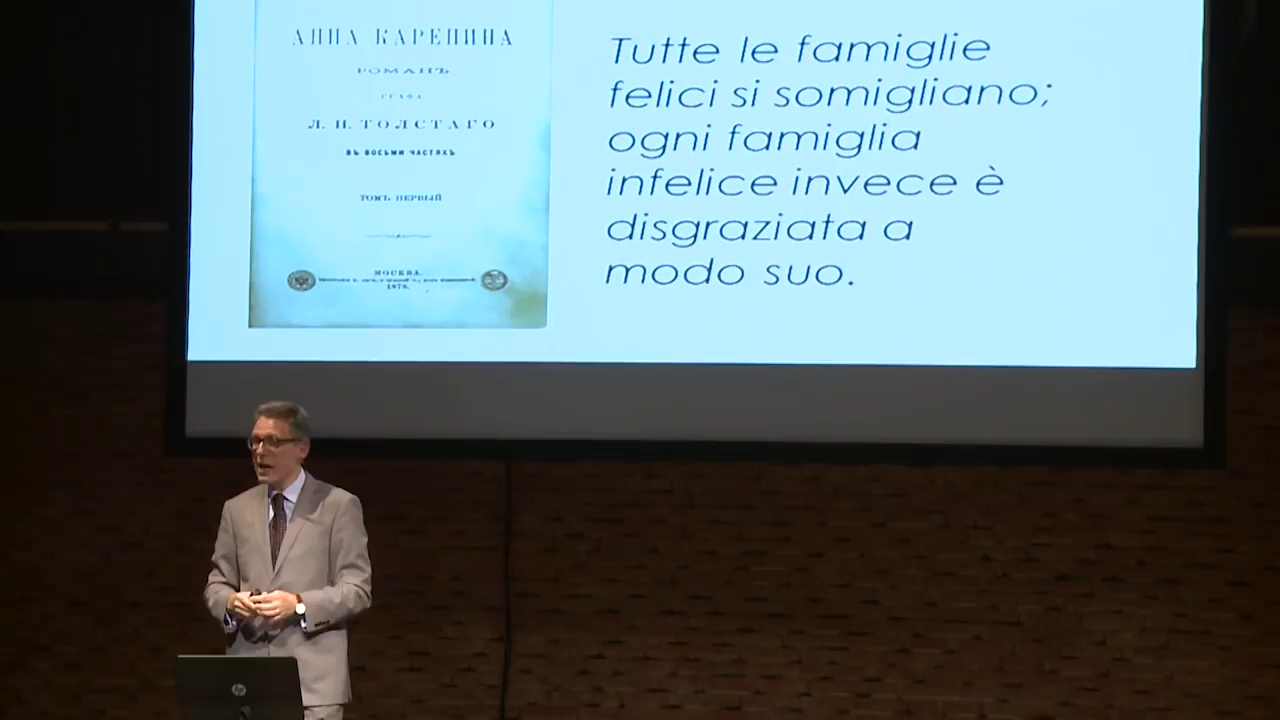 АННА КАРЕНИНА
РОМАНЪ
ГРАФА
Л. Н. ТОЛСТАГО
ВЪ ВОСЬМИ ЧАСТЯХЪ
ТОМЪ ПЕРВЫЙ
МОСКВА.
1878.
Tutte le famiglie
felici si somigliano;
ogni famiglia
infelice invece è
disgraziata a
modo suo.
hp